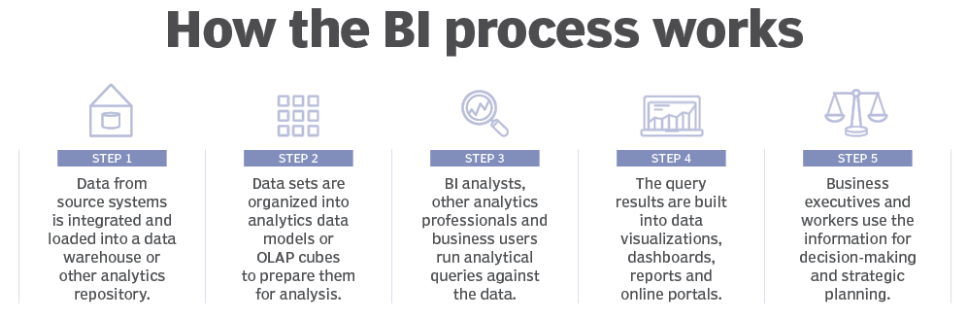 How the BI process works
STEP 1
Data from
source systems
is integrated and
loaded into a data
warehouse or
other analytics
repository.
STEP 2
Data sets are
organized into
analytics data
models or
OLAP cubes
to prepare them
for analysis.
STEP 3
BI analysts,
other analytics
professionals and
business users
run analytical
queries against
the data.
STEP 4
The query
results are built
into data
visualizations,
dashboards,
reports and
online portals.
STEP 5
Business
executives and
workers use the
information for
decision-making
and strategic
planning.